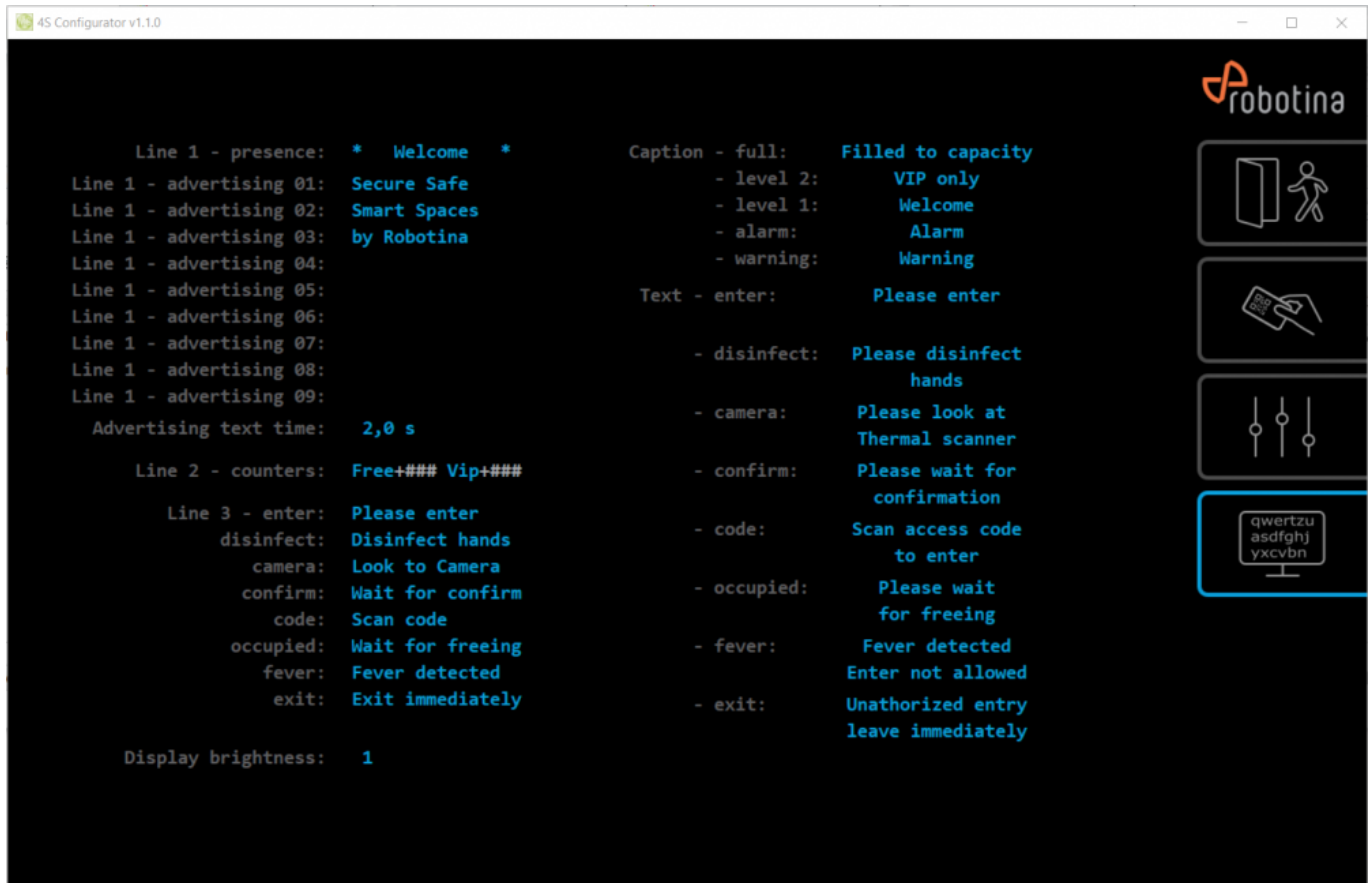 4S Configurator v1.1.0
robotina
Line 1 - presence: * Welcome *
Line 1 - advertising 01: Secure Safe
Line 1 - advertising 02: Smart Spaces
Line 1 - advertising 03: by Robotina
Line 1 - advertising 04:
Line 1 - advertising 05:
Line 1 - advertising 06:
Line 1 - advertising 07:
Line 1 - advertising 08:
Line 1 - advertising 09:
Advertising text time: 2,0 s
Line 2 - counters: Free+### Vip+###
Line 3 - enter: Please enter
disinfect: Disinfect hands
camera: Look to Camera
confirm: Wait for confirm
code: Scan code
occupied: Wait for freeing
fever: Fever detected
exit: Exit immediately
Display brightness: 1
Caption - full: Filled to capacity
- level 2: VIP only
- level 1: Welcome
- alarm: Alarm
- warning: Warning
Text - enter: Please enter
- disinfect: Please disinfect
hands
- camera: Please look at
Thermal scanner
- confirm: Please wait for
confirmation
- code: Scan access code
to enter
- occupied: Please wait
for freeing
- fever: Fever detected
Enter not allowed
- exit: Unathorized entry
leave immediately
qwertzu
asdfghj
yxcvbn